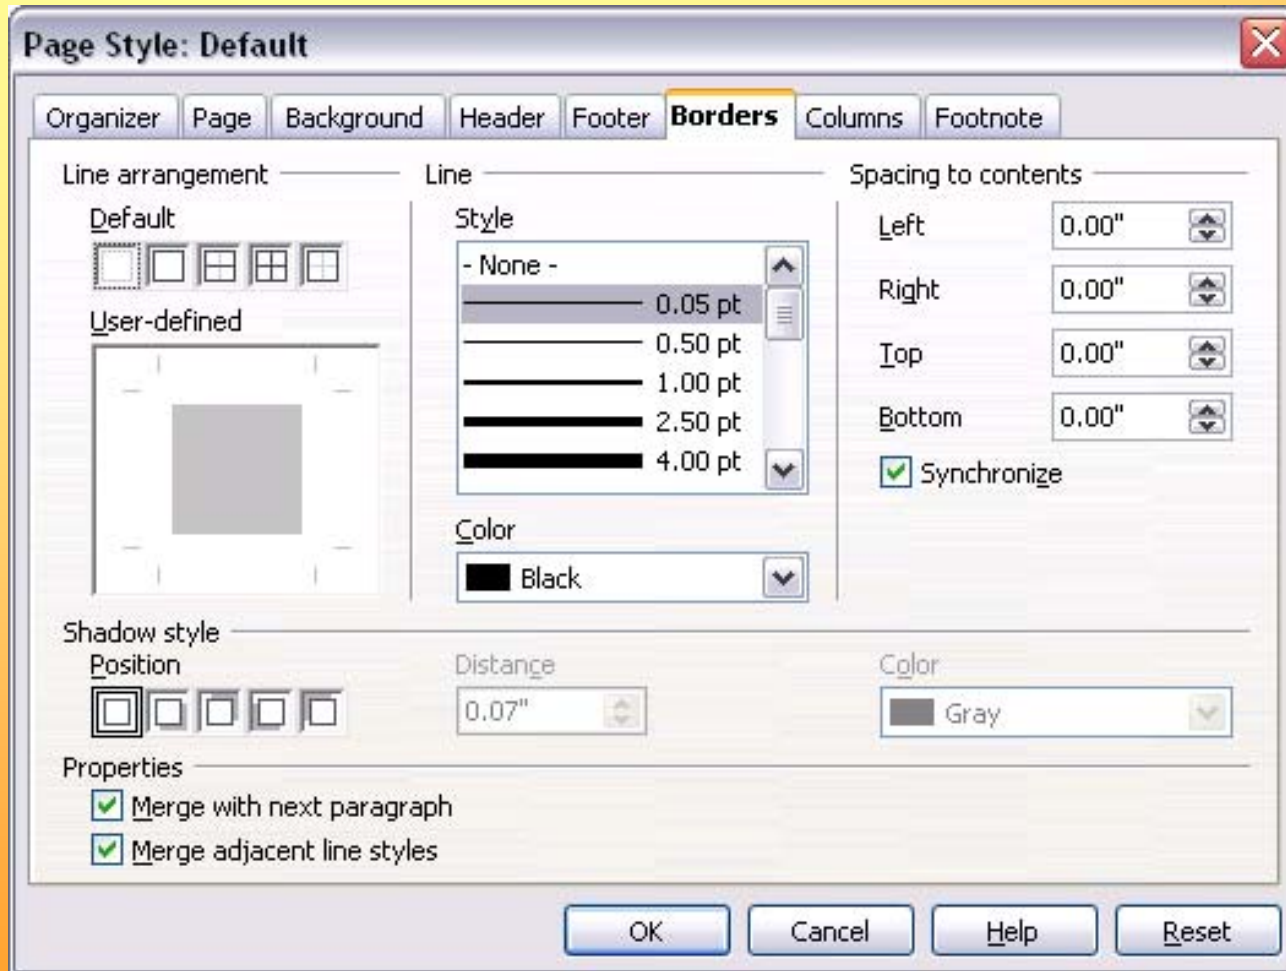 Page Style: Default
Organizer Page Background Header Footer Borders Columns Footnote
Line arrangement
Default
User-defined
Line
Style
- None -
0.05 pt
0.50 pt
1.00 pt
2.50 pt
4.00 pt
Color
Black
Spacing to contents
Left 0.00"
Right 0.00"
Top 0.00"
Bottom 0.00"
Synchronize
Shadow style
Position
Distance
0.07"
Color
Gray
Properties
Merge with next paragraph
Merge adjacent line styles
OK Cancel Help Reset